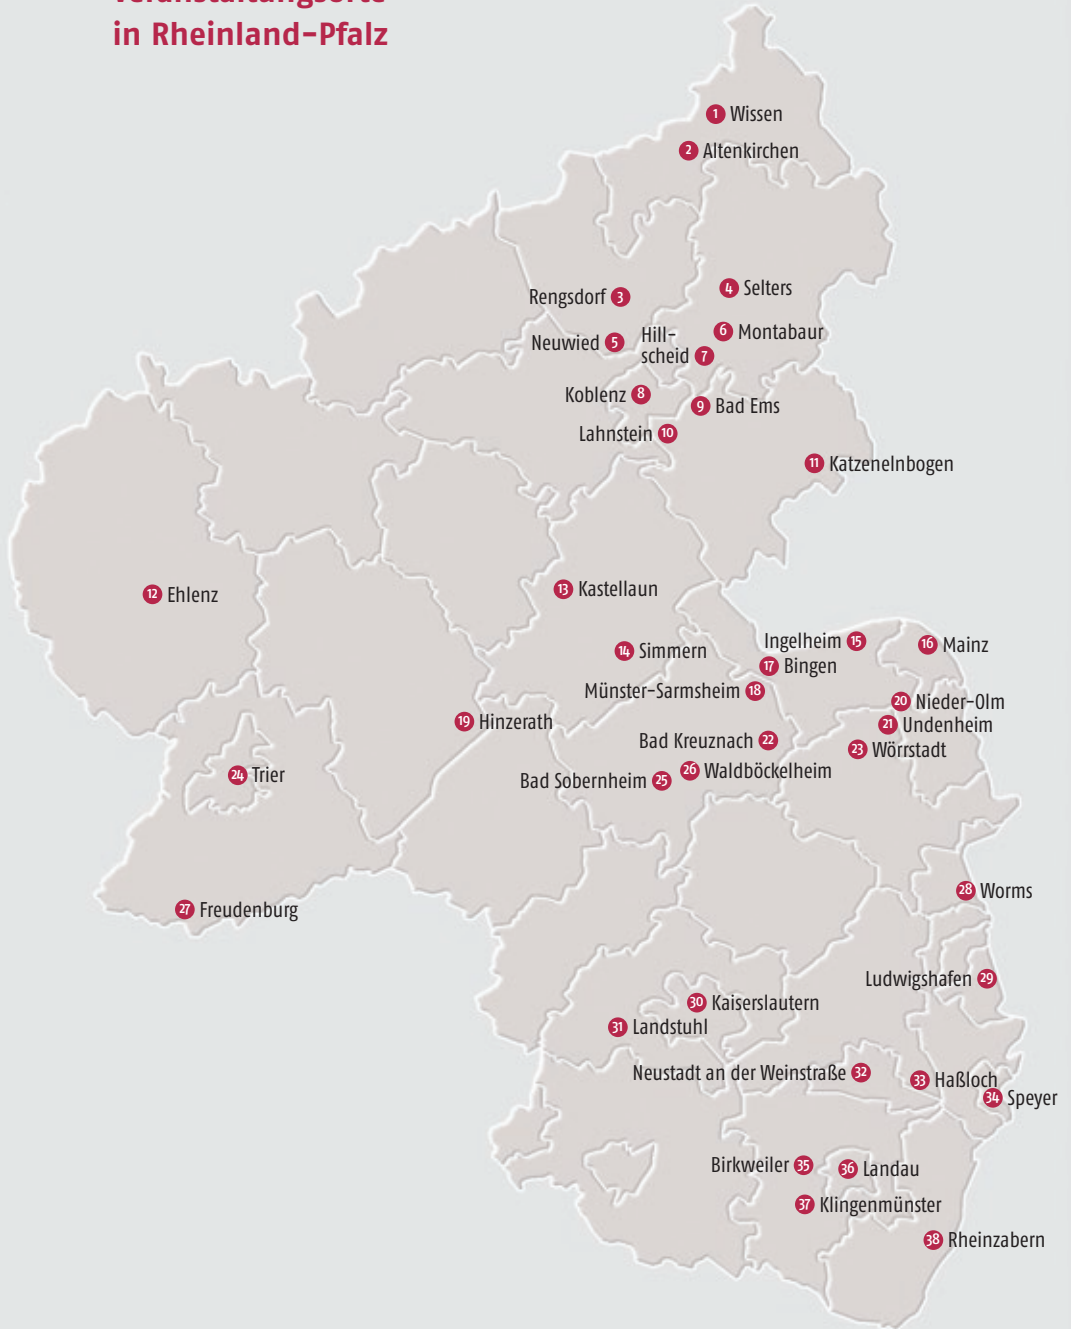 Veranstaltungsorte
in Rheinland-Pfalz
1 Wissen
2 Altenkirchen
Rengsdorf 3
4 Selters
Neuwied 5
6 Montabaur
Hill-
scheid 7
Koblenz 8
9 Bad Ems
Lahnstein 10
11 Katzenelnbogen
12 Ehlenz
13 Kastellaun
14 Simmern
Ingelheim 15
16 Mainz
17 Bingen
Münster-Sarmsheim 18
19 Hinzerath
20 Nieder-Olm
21 Undenheim
Bad Kreuznach 22
23 Wörrstadt
24 Trier
Bad Sobernheim 25
26 Waldböckelheim
27 Freudenburg
28 Worms
Ludwigshafen 29
30 Kaiserslautern
31 Landstuhl
Neustadt an der Weinstraße 32
33 Haßloch
34 Speyer
Birkweiler 35
36 Landau
37 Klingenmünster
38 Rheinzabern